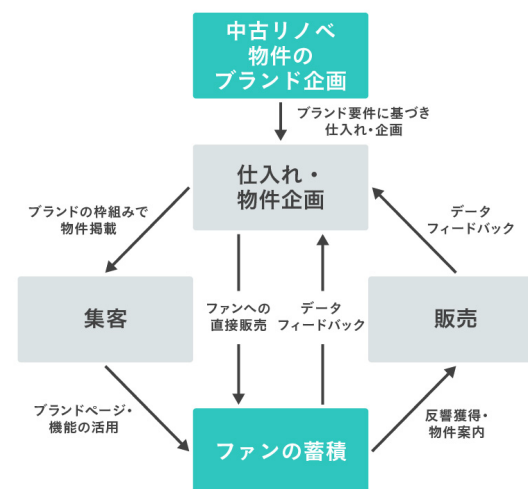 中古リノベ
物件の
ブランド企画
ブランド要件に基づき
仕入れ・企画
仕入れ・
物件企画
ブランドの枠組みで
物件掲載
データ
フィードバック
集客
ファンへの
直接販売
データ
フィードバック
販売
ブランドページ・
機能の活用
ファンの蓄積
反響獲得・
物件案内